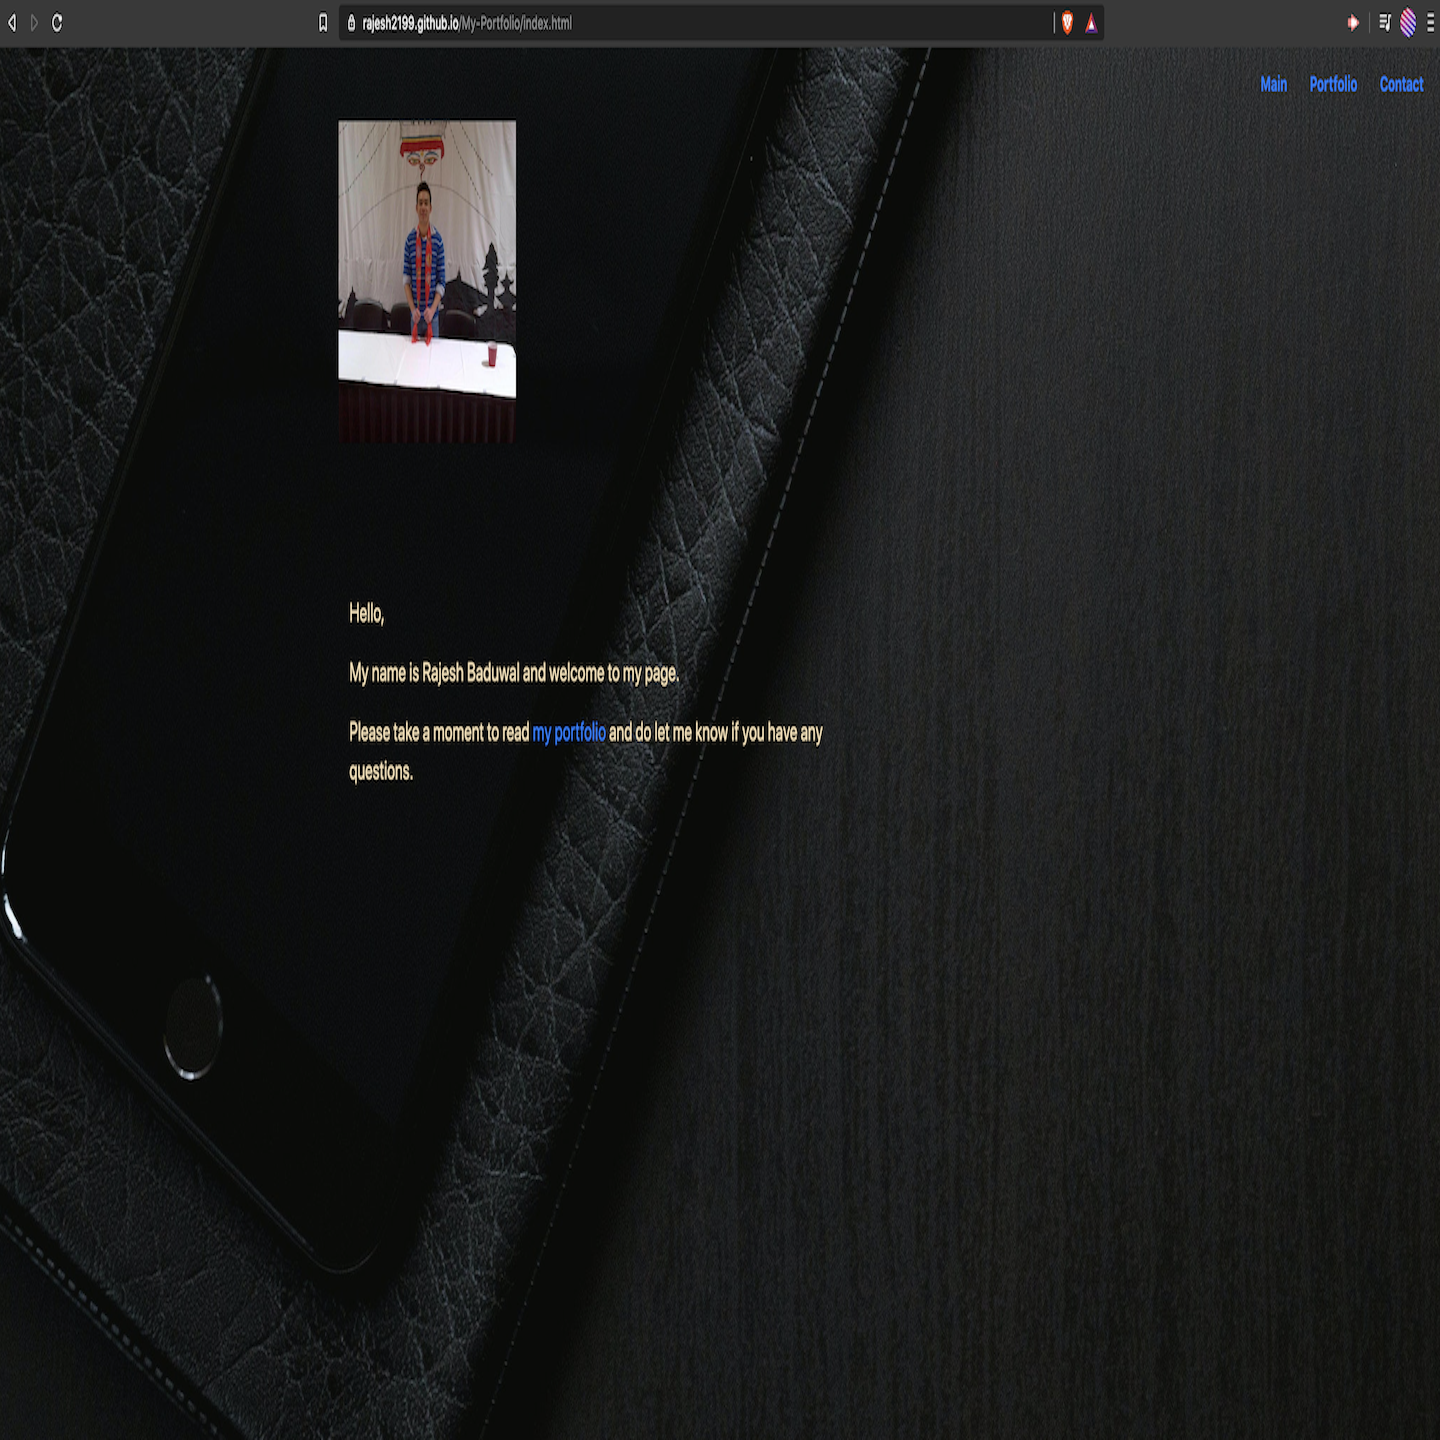 rajesh2199.github.io/My-Portfolio/index.html
Main Portfolio Contact
Hello,
My name is Rajesh Baduwal and welcome to my page.
Please take a moment to read my portfolio and do let me know if you have any
questions.